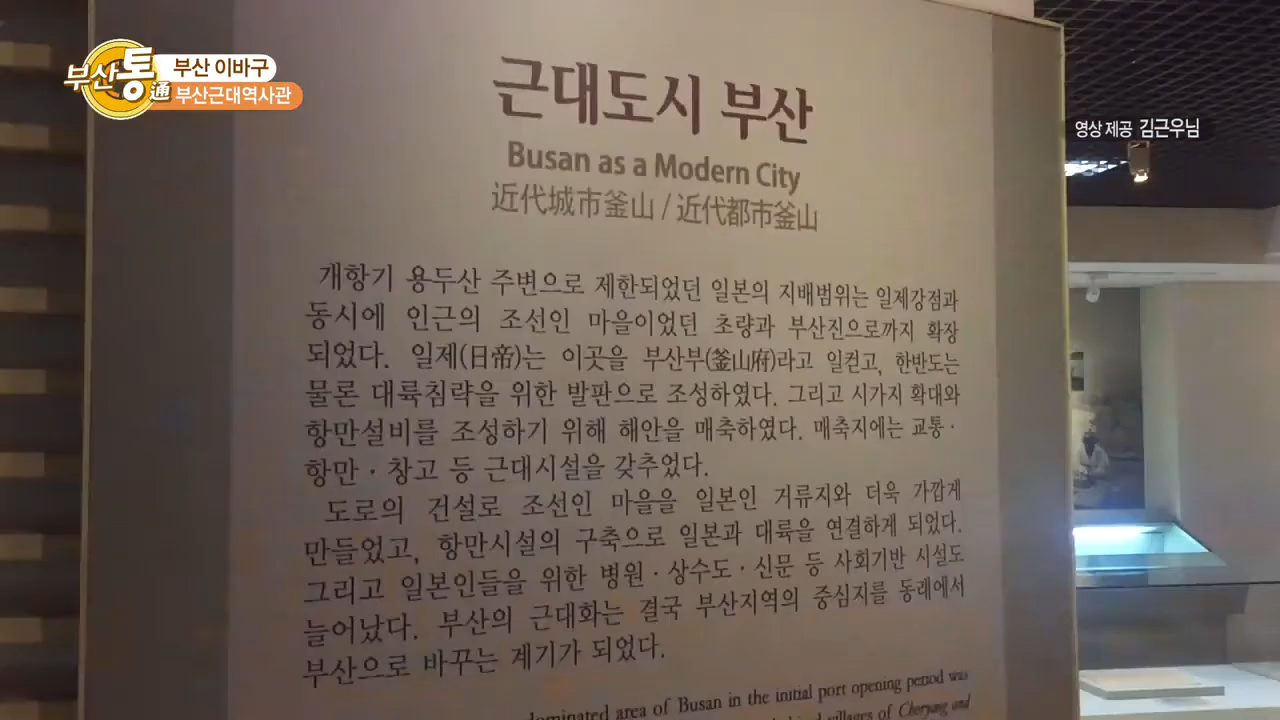 부산통通
부산 이바구
부산근대역사관
영상 제공 김근우님
근대도시 부산
Busan as a Modern City
近代城市釜山 / 近代都市釜山
개항기 용두산 주변으로 제한되었던 일본의 지배범위는 일제강점과
동시에 인근의 조선인 마을이었던 초량과 부산진으로까지 확장
되었다. 일제(日帝)는 이곳을 부산부(釜山府)라고 일컫고, 한반도는
물론 대륙침략을 위한 발판으로 조성하였다. 그리고 시가지 확대와
항만설비를 조성하기 위해 해안을 매축하였다. 매축지에는 교통·
항만·창고 등 근대시설을 갖추었다.
도로의 건설로 조선인 마을을 일본인 거류지와 더욱 가깝게
만들었고, 항만시설의 구축으로 일본과 대륙을 연결하게 되었다.
그리고 일본인들을 위한 병원·상수도·신문 등 사회기반 시설도
늘어났다. 부산의 근대화는 결국 부산지역의 중심지를 동래에서
부산으로 바꾸는 계기가 되었다.
dominated area of Busan in the initial port opening period was
villages of Choryang and